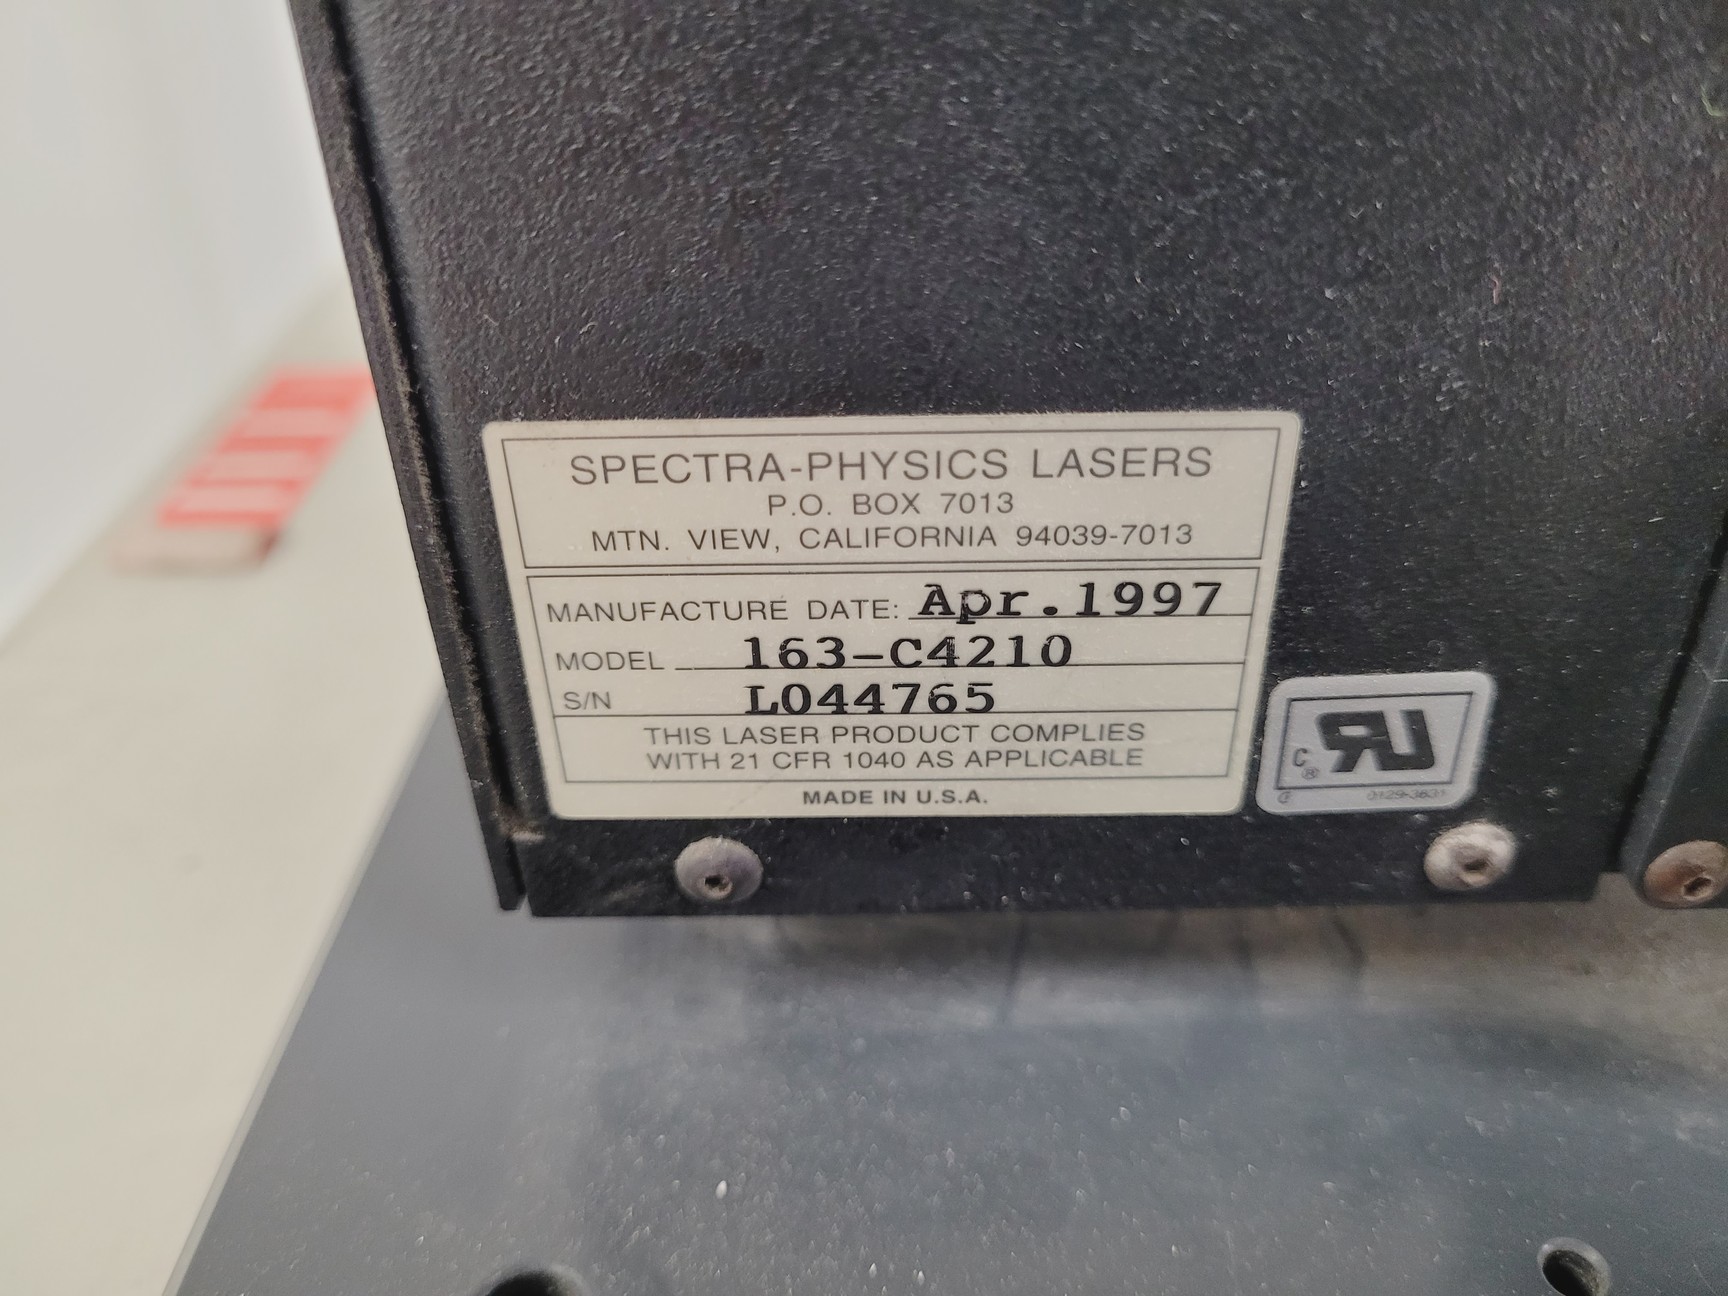 SPECTRA-PHYSICS LASERS
P.O. BOX 7013
MTN. VIEW, CALIFORNIA 94039-7013
MANUFACTURE DATE: Apr.1997
MODEL 163-C4210
S/N L044765
THIS LASER PRODUCT COMPLIES
WITH 21 CFR 1040 AS APPLICABLE
MADE IN U.S.A.
C RU ®